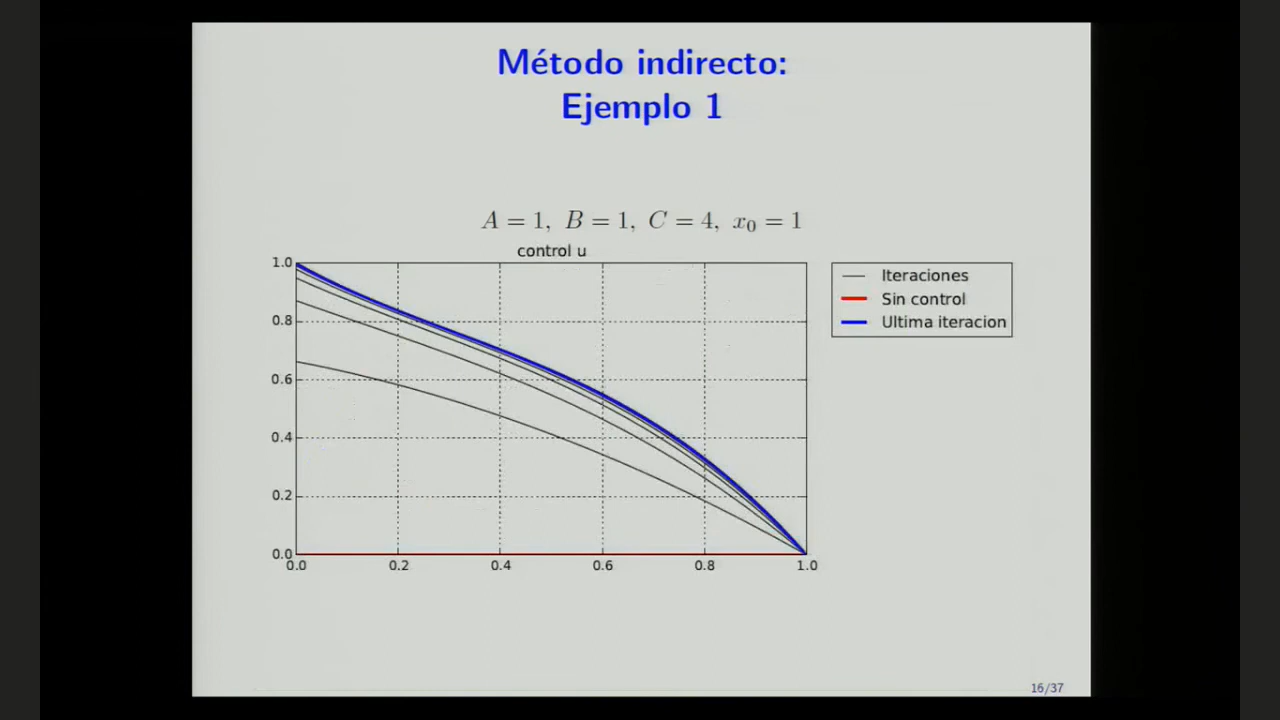 Método indirecto:
Ejemplo 1
A = 1, B = 1, C = 4, x₀ = 1
control u
1.0
0.8
0.6
0.4
0.2
0.0
0.0 0.2 0.4 0.6 0.8 1.0
Iteraciones
Sin control
Ultima iteracion
16/37